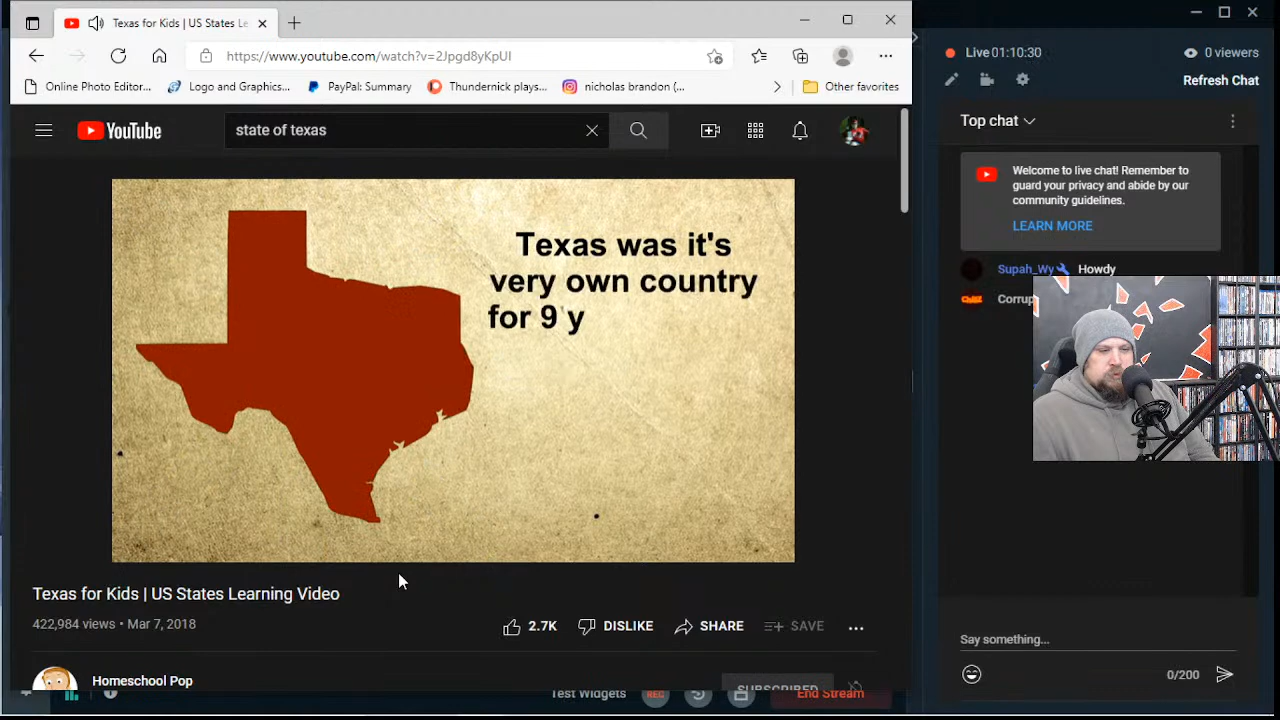 Texas for Kids | US States Le
https://www.youtube.com/watch?v=2Jpgd8yKpUI
Online Photo Editor...
Logo and Graphics...
PayPal: Summary
Thundernick plays...
nicholas brandon (...
Other favorites
YouTube
state of texas
Texas was it's
very own country
for 9 y
Texas for Kids | US States Learning Video
422,984 views • Mar 7, 2018
2.7K
DISLIKE
SHARE
SAVE
Homeschool Pop
SUBSCRIBED
Test Widgets
REC
End Stream
Live 01:10:30
0 viewers
Refresh Chat
Top chat
Welcome to live chat! Remember to
guard your privacy and abide by our
community guidelines.
LEARN MORE
Supah_Wy Howdy
Corrup
Say something...
0/200